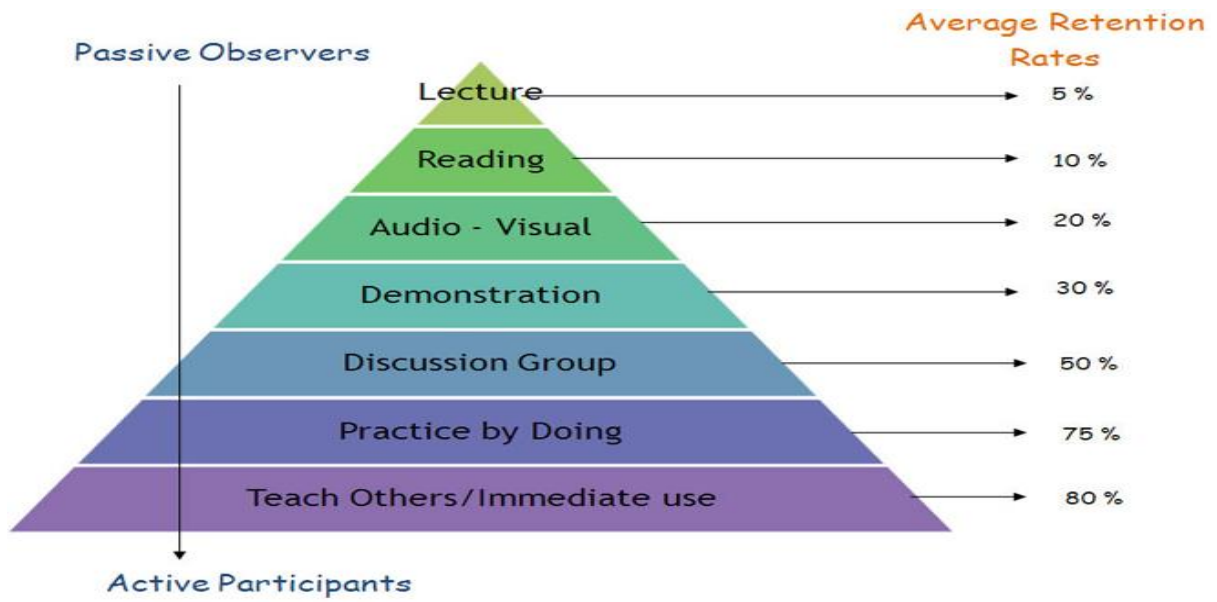 Average Retention
Rates
Passive Observers
Lecture 5 %
Reading 10 %
Audio - Visual 20 %
Demonstration 30 %
Discussion Group 50 %
Practice by Doing 75 %
Teach Others/Immediate use 80 %
Active Participants